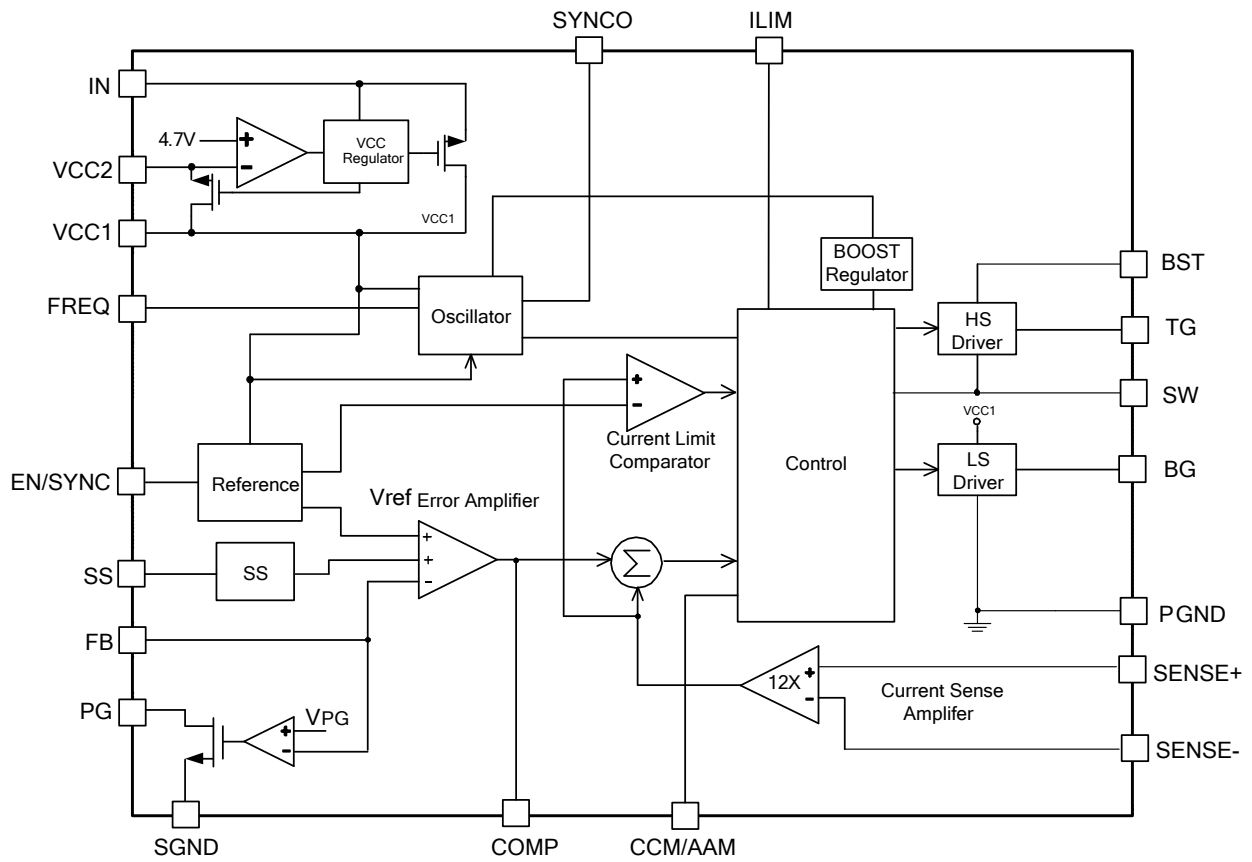 SYNCO
ILIM
IN
4.7V
+
-
VCC
Regulator
VCC2
VCC1
VCC1
BOOST
Regulator
BST
FREQ
Oscillator
HS
Driver
TG
+
-
SW
Current Limit
Comparator
VCC1
Control
LS
Driver
BG
EN/SYNC
Reference
Vref Error Amplifier
+
+
-
SS
SS
Σ
FB
PGND
12X
+
-
SENSE+
Current Sense
Amplifer
PG
VPG
+
-
SENSE-
SGND
COMP
CCM/AAM